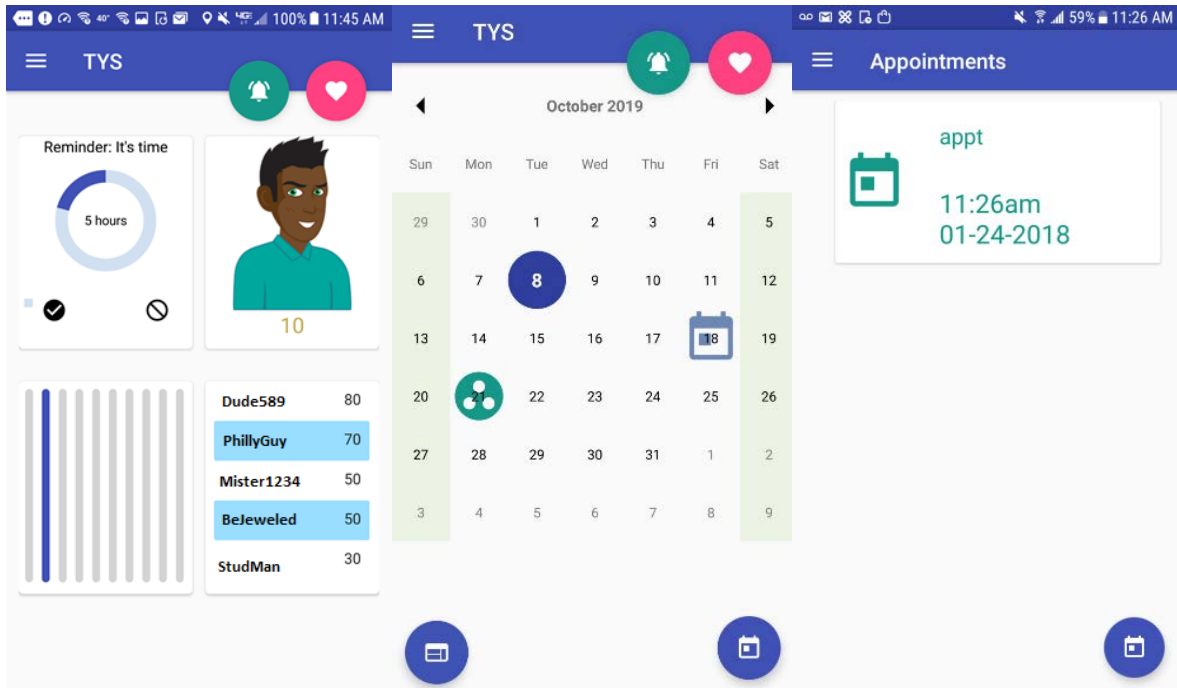 40° 4GE 100% 11:45 AM
TYS
Reminder: It's time
5 hours
10
Dude589 80
PhillyGuy 70
Mister1234 50
BeJeweled 50
StudMan 30
TYS
October 2019
Sun Mon Tue Wed Thu Fri Sat
29 30 1 2 3 4 5
6 7 8 9 10 11 12
13 14 15 16 17 18 19
20 21 22 23 24 25 26
27 28 29 30 31 1 2
3 4 5 6 7 8 9
59% 11:26 AM
Appointments
appt
11:26am
01-24-2018